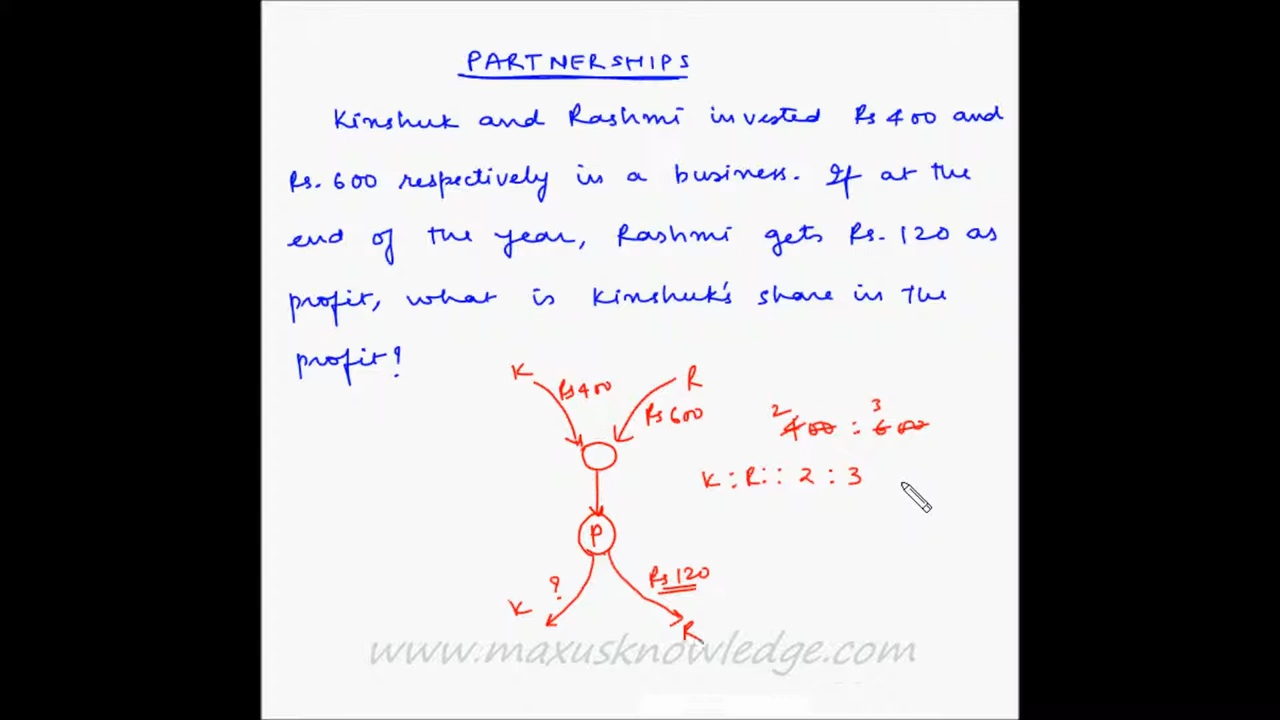 PARTNERSHIPS
Kinshuk and Rashmi invested Rs 400 and
Rs. 600 respectively in a business. If at the
end of the year, Rashmi gets Rs. 120 as
profit, what is Kinshuk's share in the
profit?
K Rs 400 R
Rs 600
2 3
400 : 600
K : R :: 2 : 3
P
? Rs 120
K R
www.maxusknowledge.com